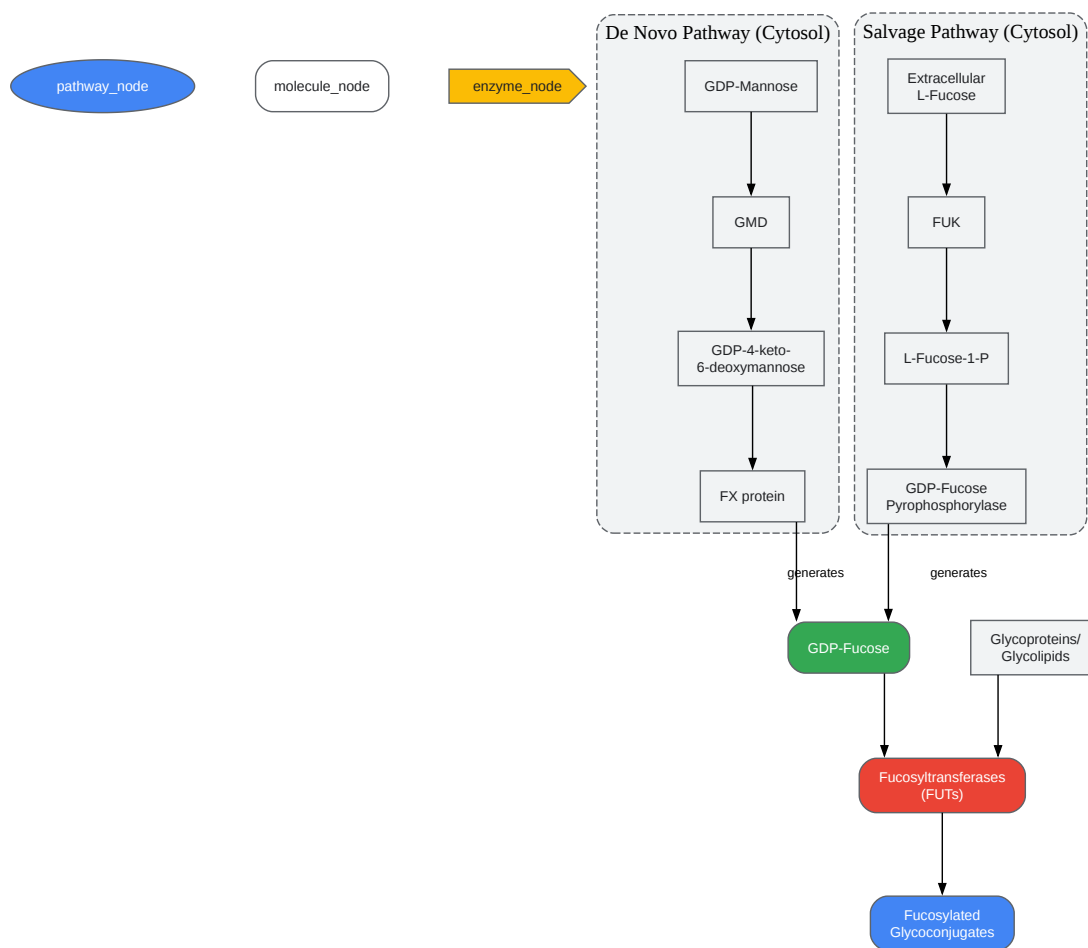 De Novo Pathway (Cytosol)
Salvage Pathway (Cytosol)
pathway_node
molecule_node
enzyme_node
GDP-Mannose
Extracellular
L-Fucose
GMD
FUK
GDP-4-keto-
6-deoxymannose
L-Fucose-1-P
FX protein
GDP-Fucose
Pyrophosphorylase
generates
generates
GDP-Fucose
Glycoproteins/
Glycolipids
Fucosyltransferases
(FUTs)
Fucosylated
Glycoconjugates